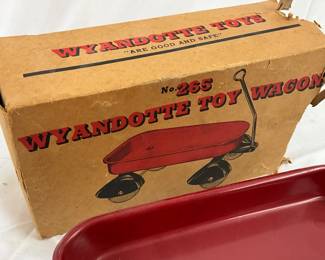 WYANDOTTE TOYS
"ARE GOOD AND SAFE"
No. 265
WYANDOTTE TOY WAGON